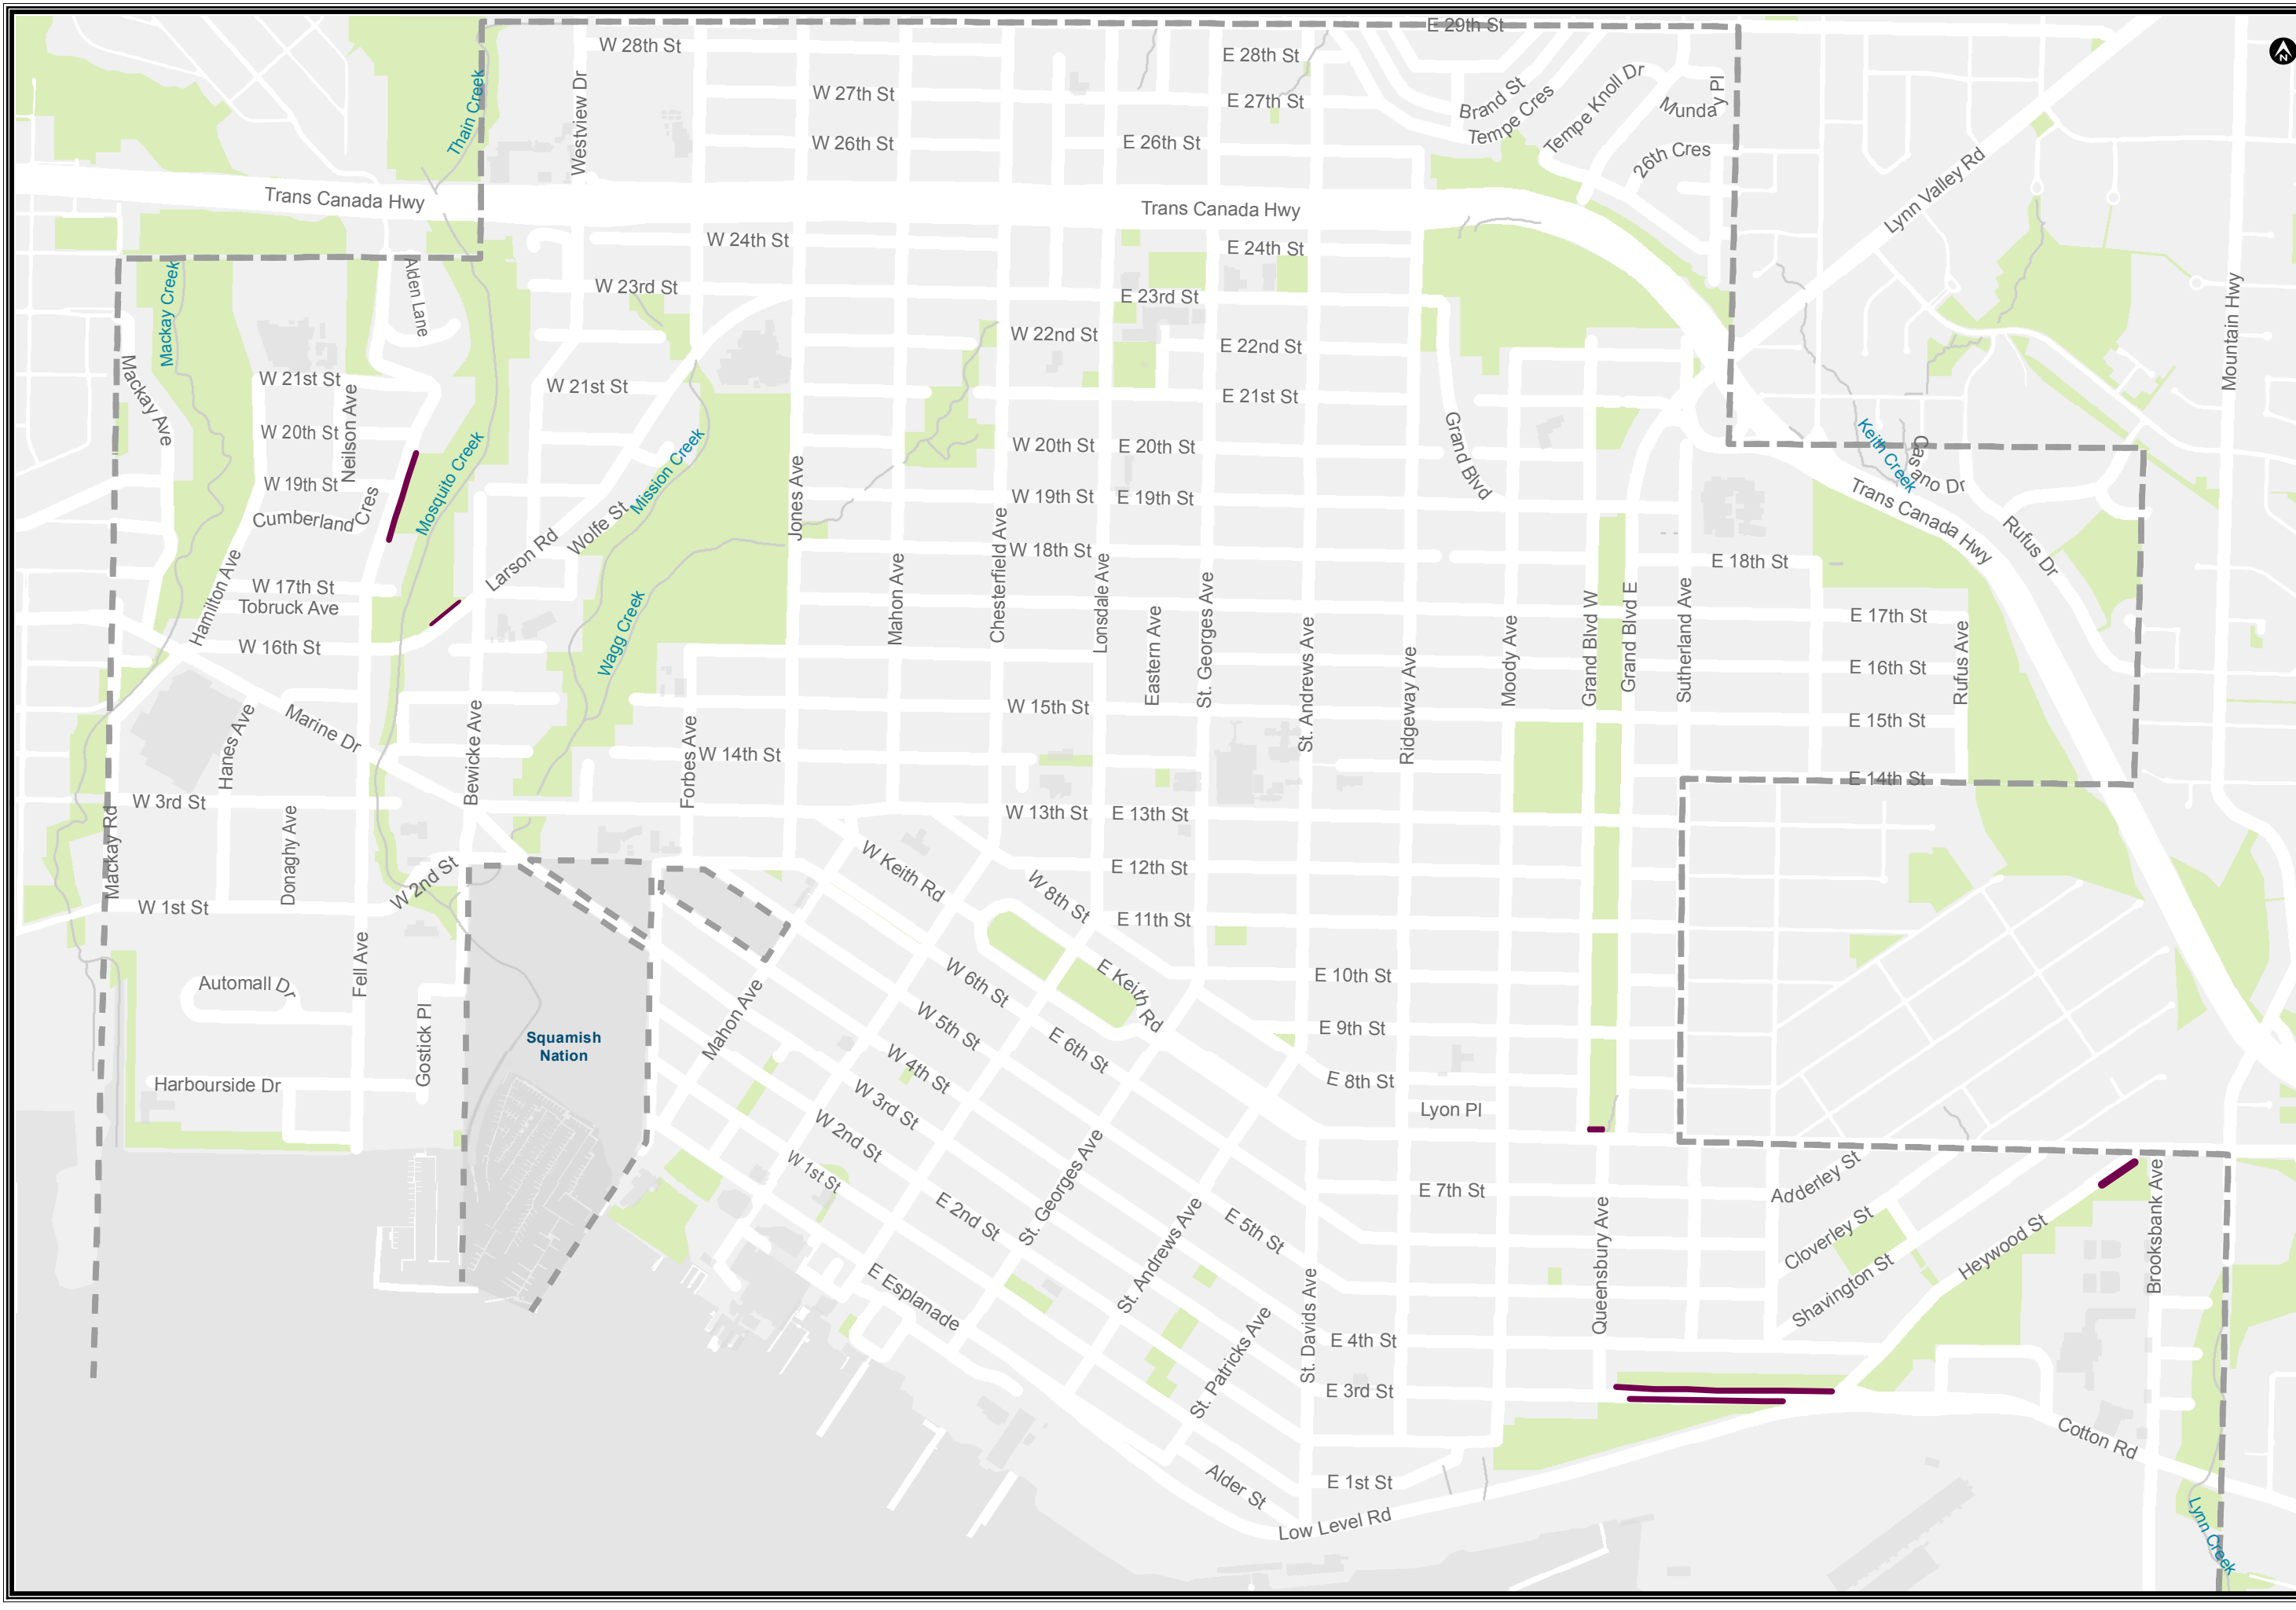 E 29th St
W 28th St
E 28th St
N
Thain Creek
Westview Dr
W 27th St
E 27th St
Brand St
Tempe Cres
Tempe Knoll Dr
Munday Pl
W 26th St
E 26th St
26th Cres
Lynn Valley Rd
Trans Canada Hwy
Trans Canada Hwy
W 24th St
E 24th St
Mackay Creek
Alden Lane
W 23rd St
E 23rd St
Mountain Hwy
W 22nd St
E 22nd St
Mackay Ave
W 21st St
W 21st St
E 21st St
Neilson Ave
W 20th St
W 20th St
E 20th St
Grand Blvd
Keith Creek
Casano Dr
Mosquito Creek
Mission Creek
Jones Ave
W 19th St
W 19th St
E 19th St
Cumberland Cres
Wolfe St
Larson Rd
Trans Canada Hwy
Rufus Dr
W 18th St
E 18th St
Hamilton Ave
W 17th St
Tobruck Ave
Mahon Ave
Chesterfield Ave
Lonsdale Ave
Eastern Ave
St. Georges Ave
St. Andrews Ave
Ridgeway Ave
Moody Ave
Grand Blvd W
Grand Blvd E
Sutherland Ave
E 17th St
Rufus Ave
W 16th St
Wagg Creek
E 16th St
W 15th St
E 15th St
Marine Dr
Hanes Ave
Bewicke Ave
Forbes Ave
W 14th St
E 14th St
W 3rd St
Mackay Rd
Donaghy Ave
W 13th St
E 13th St
W 2nd St
W Keith Rd
W 8th St
E 12th St
W 1st St
E 11th St
Fell Ave
Automall Dr
W 6th St
E Keith Rd
E 10th St
Gostick Pl
Squamish
Nation
Mahon Ave
W 5th St
E 6th St
E 9th St
Harbourside Dr
W 4th St
E 8th St
W 3rd St
Lyon Pl
W 2nd St
W 1st St
St. Georges Ave
E 7th St
Adderley St
Brooksbank Ave
E 2nd St
St. Andrews Ave
E 5th St
Queensbury Ave
Cloverley St
Heywood St
Shavington St
E Esplanade
St. Patricks Ave
St. Davids Ave
E 4th St
E 3rd St
Cotton Rd
Alder St
E 1st St
Low Level Rd
Lynn Creek